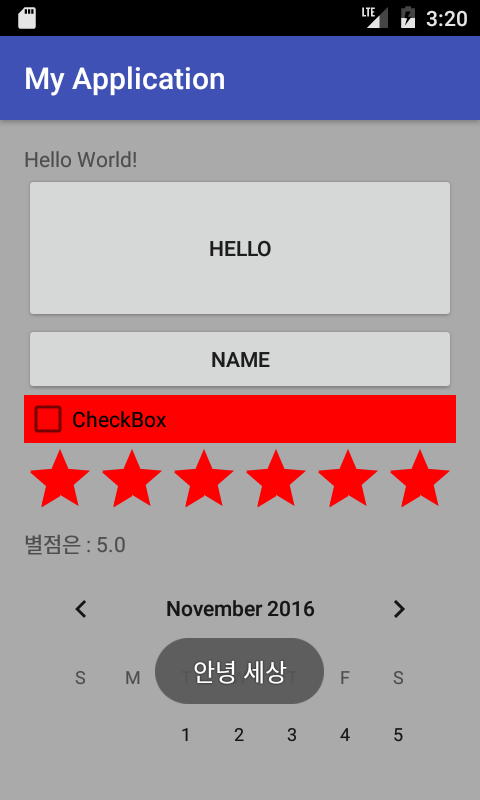 LTE 3:20
My Application
Hello World!
HELLO
NAME
CheckBox
별점은 : 5.0
November 2016
S M F S
안녕 세상
1 2 3 4 5